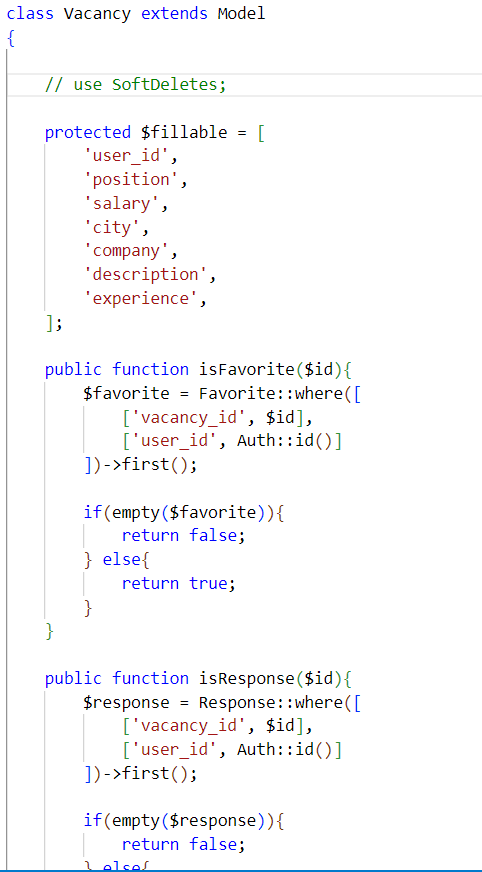 class Vacancy extends Model
{
// use SoftDeletes;
protected $fillable = [
'user_id',
'position',
'salary',
'city',
'company',
'description',
'experience',
];
public function isFavorite($id){
$favorite = Favorite::where([
['vacancy_id', $id],
['user_id', Auth::id()]
])->first();
if(empty($favorite)){
return false;
} else{
return true;
}
}
public function isResponse($id){
$response = Response::where([
['vacancy_id', $id],
['user_id', Auth::id()]
])->first();
if(empty($response)){
return false;
} else{